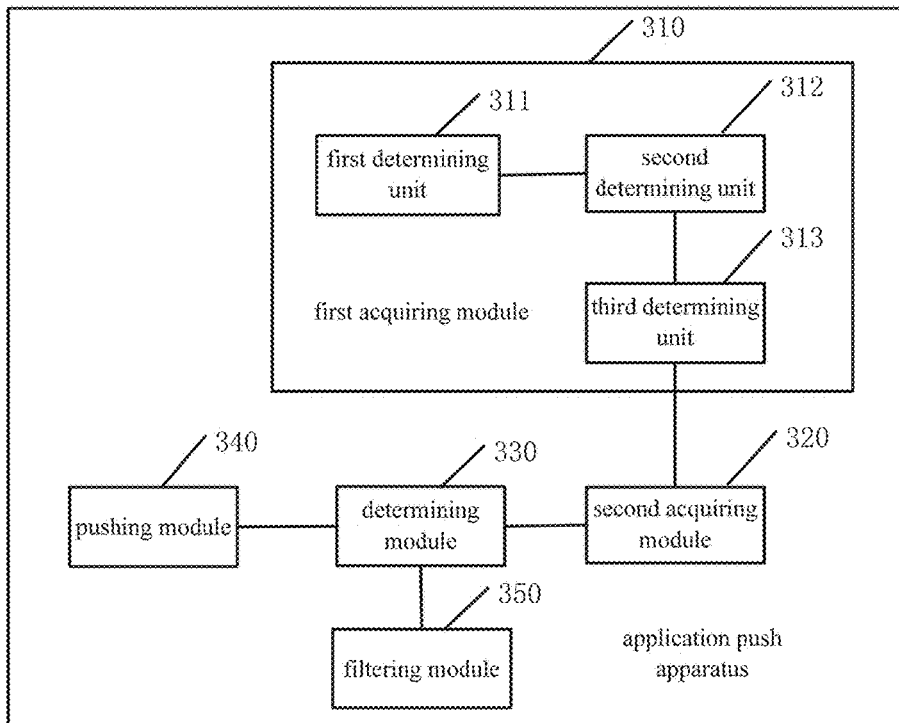 310
311
312
first determining
unit
second
determining unit
313
first acquiring module
third determining
unit
340
330
320
pushing module
determining
module
second acquiring
module
350
filtering module
application push
apparatus